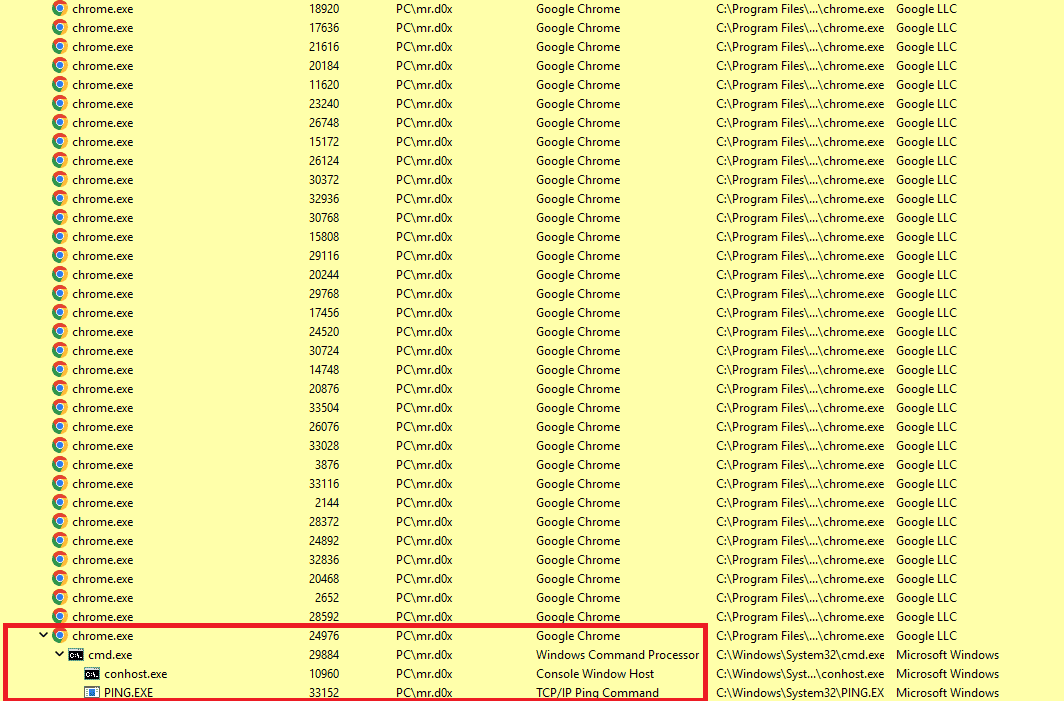 chrome.exe 18920 PC\mr.d0x Google Chrome C:\Program Files\...\chrome.exe Google LLC
chrome.exe 17636 PC\mr.d0x Google Chrome C:\Program Files\...\chrome.exe Google LLC
chrome.exe 21616 PC\mr.d0x Google Chrome C:\Program Files\...\chrome.exe Google LLC
chrome.exe 20184 PC\mr.d0x Google Chrome C:\Program Files\...\chrome.exe Google LLC
chrome.exe 11620 PC\mr.d0x Google Chrome C:\Program Files\...\chrome.exe Google LLC
chrome.exe 23240 PC\mr.d0x Google Chrome C:\Program Files\...\chrome.exe Google LLC
chrome.exe 26748 PC\mr.d0x Google Chrome C:\Program Files\...\chrome.exe Google LLC
chrome.exe 15172 PC\mr.d0x Google Chrome C:\Program Files\...\chrome.exe Google LLC
chrome.exe 26124 PC\mr.d0x Google Chrome C:\Program Files\...\chrome.exe Google LLC
chrome.exe 30372 PC\mr.d0x Google Chrome C:\Program Files\...\chrome.exe Google LLC
chrome.exe 32936 PC\mr.d0x Google Chrome C:\Program Files\...\chrome.exe Google LLC
chrome.exe 30768 PC\mr.d0x Google Chrome C:\Program Files\...\chrome.exe Google LLC
chrome.exe 15808 PC\mr.d0x Google Chrome C:\Program Files\...\chrome.exe Google LLC
chrome.exe 29116 PC\mr.d0x Google Chrome C:\Program Files\...\chrome.exe Google LLC
chrome.exe 20244 PC\mr.d0x Google Chrome C:\Program Files\...\chrome.exe Google LLC
chrome.exe 29768 PC\mr.d0x Google Chrome C:\Program Files\...\chrome.exe Google LLC
chrome.exe 17456 PC\mr.d0x Google Chrome C:\Program Files\...\chrome.exe Google LLC
chrome.exe 24520 PC\mr.d0x Google Chrome C:\Program Files\...\chrome.exe Google LLC
chrome.exe 30724 PC\mr.d0x Google Chrome C:\Program Files\...\chrome.exe Google LLC
chrome.exe 14748 PC\mr.d0x Google Chrome C:\Program Files\...\chrome.exe Google LLC
chrome.exe 20876 PC\mr.d0x Google Chrome C:\Program Files\...\chrome.exe Google LLC
chrome.exe 33504 PC\mr.d0x Google Chrome C:\Program Files\...\chrome.exe Google LLC
chrome.exe 26076 PC\mr.d0x Google Chrome C:\Program Files\...\chrome.exe Google LLC
chrome.exe 33028 PC\mr.d0x Google Chrome C:\Program Files\...\chrome.exe Google LLC
chrome.exe 3876 PC\mr.d0x Google Chrome C:\Program Files\...\chrome.exe Google LLC
chrome.exe 33116 PC\mr.d0x Google Chrome C:\Program Files\...\chrome.exe Google LLC
chrome.exe 2144 PC\mr.d0x Google Chrome C:\Program Files\...\chrome.exe Google LLC
chrome.exe 28372 PC\mr.d0x Google Chrome C:\Program Files\...\chrome.exe Google LLC
chrome.exe 24892 PC\mr.d0x Google Chrome C:\Program Files\...\chrome.exe Google LLC
chrome.exe 32836 PC\mr.d0x Google Chrome C:\Program Files\...\chrome.exe Google LLC
chrome.exe 20468 PC\mr.d0x Google Chrome C:\Program Files\...\chrome.exe Google LLC
chrome.exe 2652 PC\mr.d0x Google Chrome C:\Program Files\...\chrome.exe Google LLC
chrome.exe 28592 PC\mr.d0x Google Chrome C:\Program Files\...\chrome.exe Google LLC
chrome.exe 24976 PC\mr.d0x Google Chrome C:\Program Files\...\chrome.exe Google LLC
cmd.exe 29884 PC\mr.d0x Windows Command Processor C:\Windows\System32\cmd.exe Microsoft Windows
conhost.exe 10960 PC\mr.d0x Console Window Host C:\Windows\Syst...\conhost.exe Microsoft Windows
PING.EXE 33152 PC\mr.d0x TCP/IP Ping Command C:\Windows\System32\PING.EX Microsoft Windows